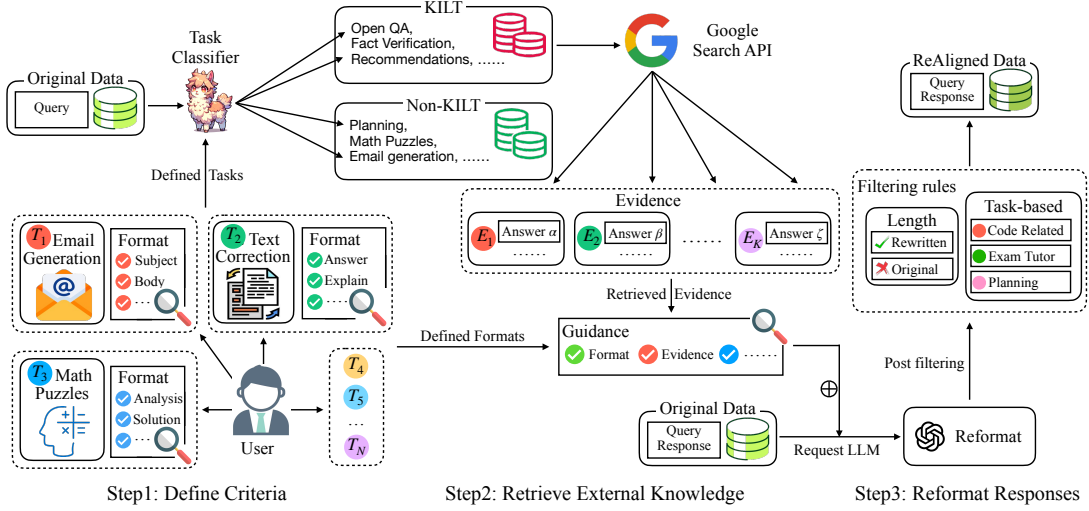 KILT
Open QA,
Fact Verification,
Recommendations, ......
Google
Search API
Task
Classifier
Original Data
Query
Non-KILT
Planning,
Math Puzzles,
Email generation, ......
ReAligned Data
Query
Response
Defined Tasks
T1 Email
Generation
Format
Subject
Body
......
T2 Text
Correction
Format
Answer
Explain
......
T3 Math
Puzzles
Format
Analysis
Solution
......
User
T4
T5
...
TN
Evidence
E1 Answer α
......
E2 Answer β
......
......
EK Answer ζ
......
Retrieved Evidence
Defined Formats
Guidance
Format
Evidence
......
Original Data
Query
Response
Request LLM
Reformat
Post filtering
Filtering rules
Length
Rewritten
Original
Task-based
Code Related
Exam Tutor
Planning
Step1: Define Criteria
Step2: Retrieve External Knowledge
Step3: Reformat Responses